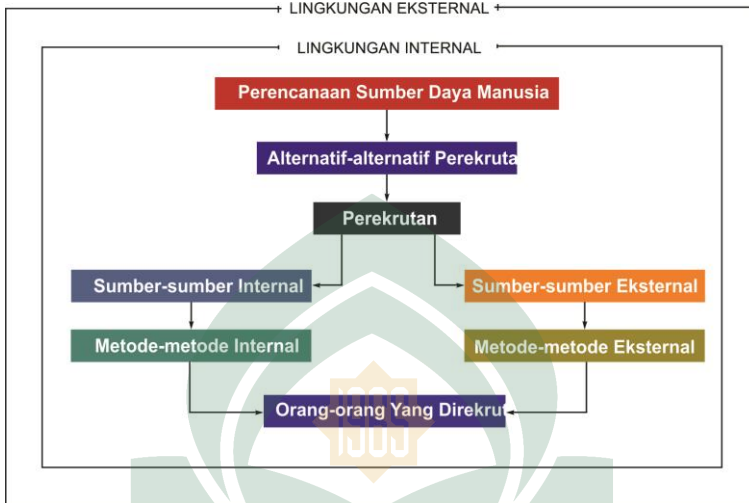 LINGKUNGAN EKSTERNAL
LINGKUNGAN INTERNAL
Perencanaan Sumber Daya Manusia
Alternatif-alternatif Perekruta
Perekrutan
Sumber-sumber Internal
Sumber-sumber Eksternal
Metode-metode Internal
Metode-metode Eksternal
Orang-orang Yang Direkrut
1965